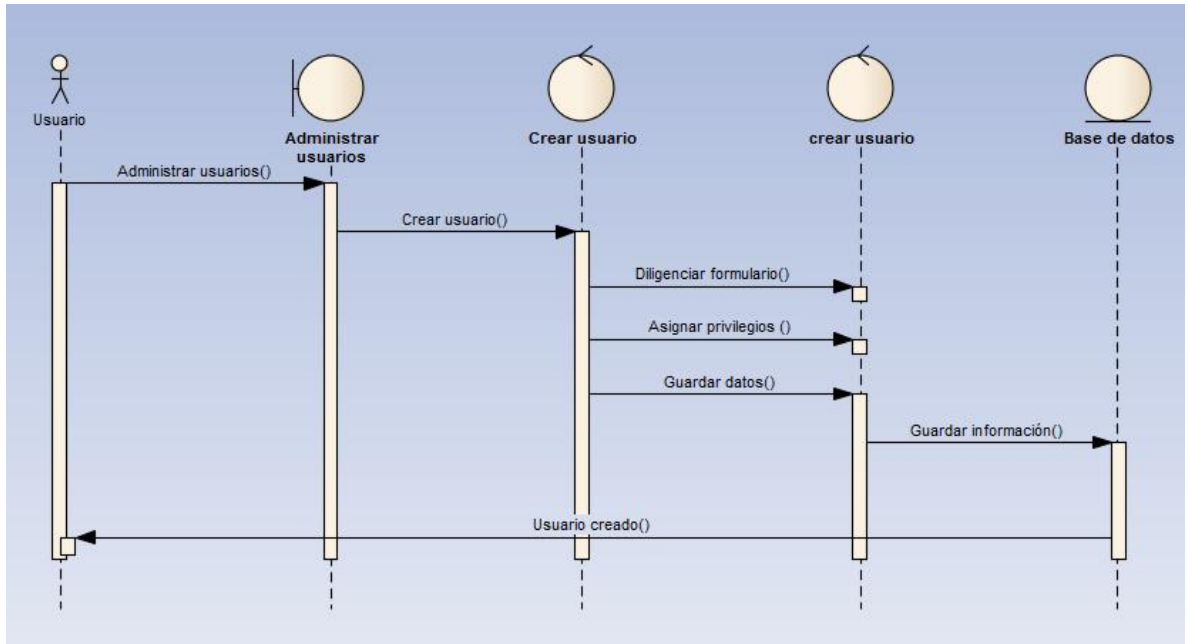 Usuario
Administrar
usuarios
Crear usuario
crear usuario
Base de datos
Administrar usuarios()
Crear usuario()
Diligenciar formulario()
Asignar privilegios ()
Guardar datos()
Guardar información()
Usuario creado()